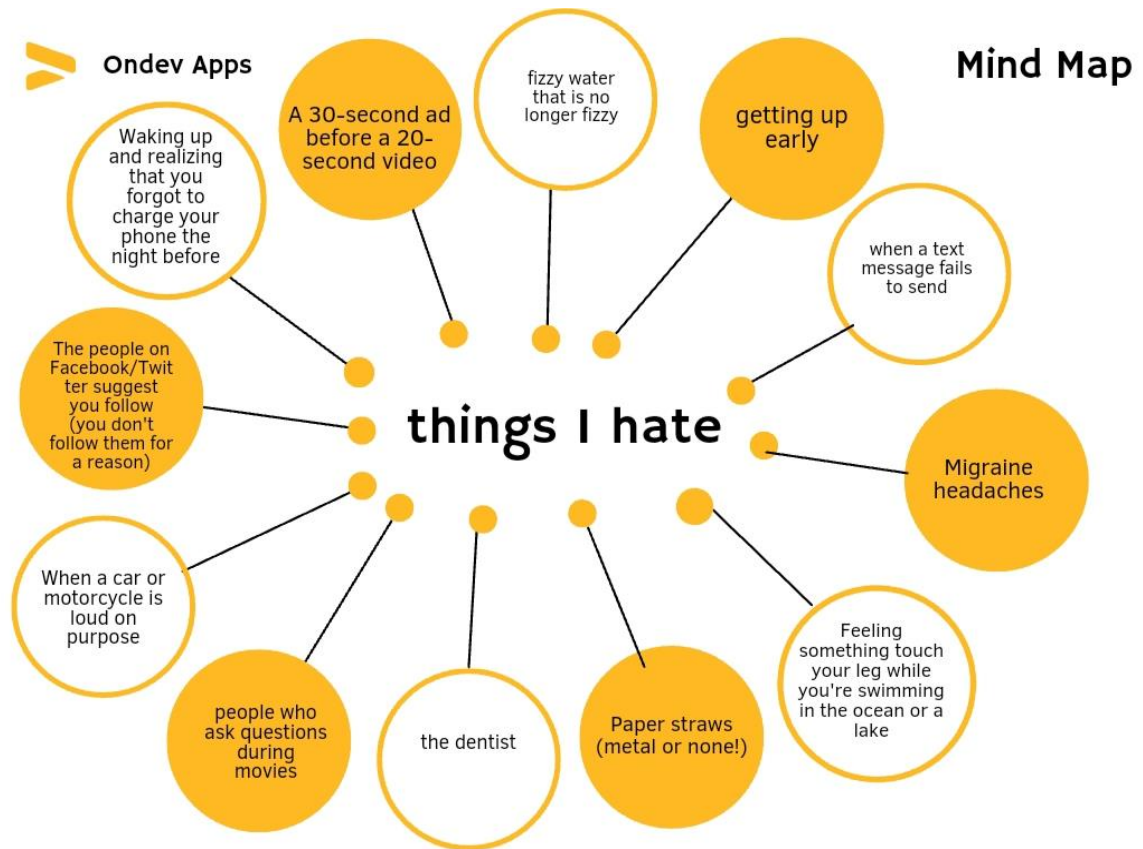 Ondev Apps
Mind Map
Waking up
and realizing
that you
forgot to
charge your
phone the
night before
A 30-second ad
before a 20-
second video
fizzy water
that is no
longer fizzy
getting up
early
when a text
message fails
to send
The people on
Facebook/Twit
ter suggest
you follow
(you don't
follow them for
a reason)
things I hate
Migraine
headaches
When a car or
motorcycle is
loud on
purpose
people who
ask questions
during
movies
the dentist
Paper straws
(metal or none!)
Feeling
something touch
your leg while
you're swimming
in the ocean or a
lake